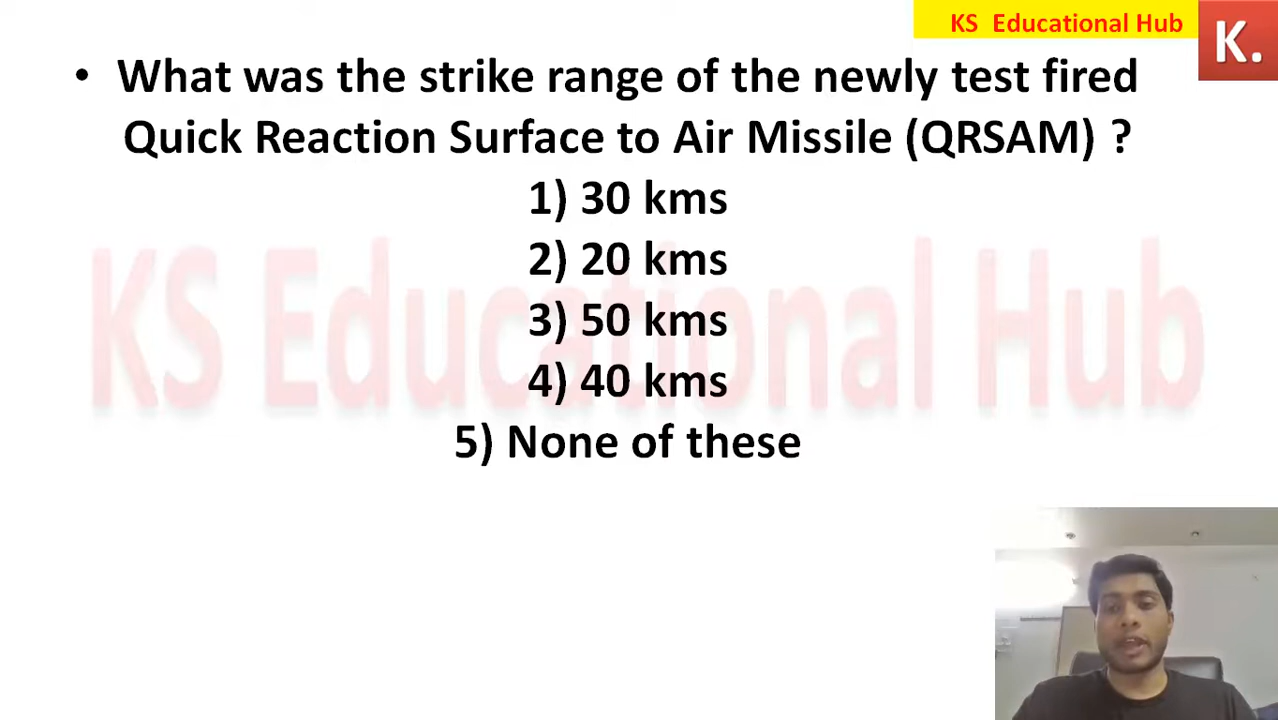 KS Educational Hub
K.
• What was the strike range of the newly test fired
Quick Reaction Surface to Air Missile (QRSAM) ?
1) 30 kms
2) 20 kms
3) 50 kms
4) 40 kms
5) None of these
KS Educational Hub